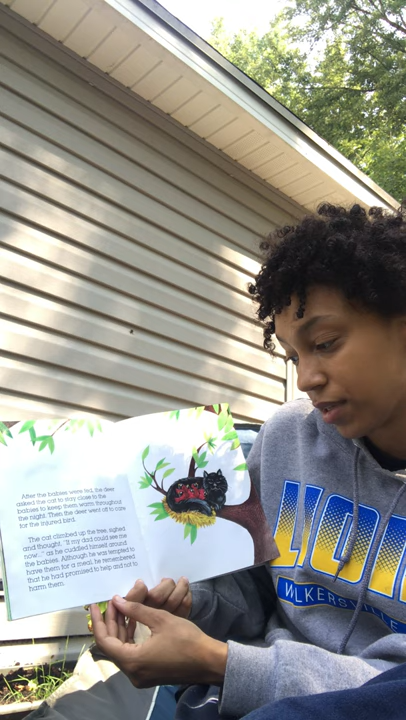 After the babies were fed, the deer
asked the cat to stay close to the
babies to keep them warm throughout
the night. Then the deer went off to care
for the injured bird.
The cat climbed up the tree, sighed
and thought, "If my dad could see me
now..." as he cuddled himself around
the babies. Although he was tempted to
have them for a meal, he remembered
that he had promised to help and not to
harm them.
LION
WALKERSVILLE